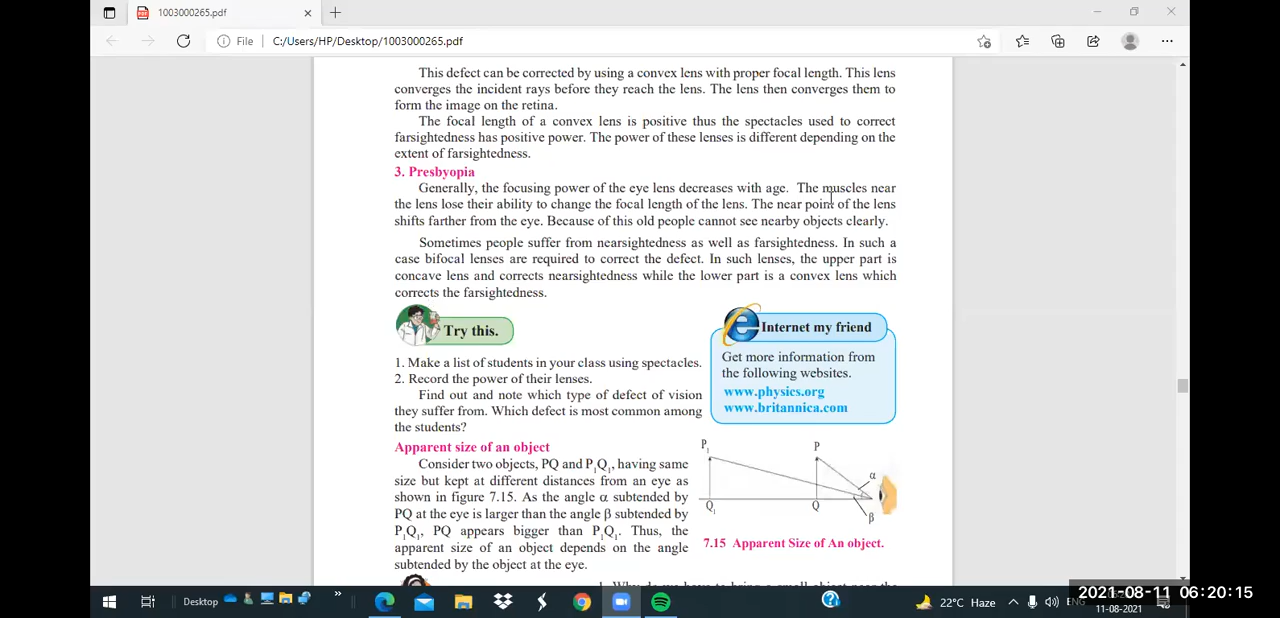 1003000265.pdf
File | C:/Users/HP/Desktop/1003000265.pdf
This defect can be corrected by using a convex lens with proper focal length. This lens
converges the incident rays before they reach the lens. The lens then converges them to
form the image on the retina.
The focal length of a convex lens is positive thus the spectacles used to correct
farsightedness has positive power. The power of these lenses is different depending on the
extent of farsightedness.
3. Presbyopia
Generally, the focusing power of the eye lens decreases with age. The muscles near
the lens lose their ability to change the focal length of the lens. The near point of the lens
shifts farther from the eye. Because of this old people cannot see nearby objects clearly.
Sometimes people suffer from nearsightedness as well as farsightedness. In such a
case bifocal lenses are required to correct the defect. In such lenses, the upper part is
concave lens and corrects nearsightedness while the lower part is a convex lens which
corrects the farsightedness.
Try this.
1. Make a list of students in your class using spectacles.
2. Record the power of their lenses.
Find out and note which type of defect of vision
they suffer from. Which defect is most common among
the students?
Internet my friend
Get more information from
the following websites.
www.physics.org
www.britannica.com
Apparent size of an object
Consider two objects, PQ and P₁Q₁, having same
size but kept at different distances from an eye as
shown in figure 7.15. As the angle α subtended by
PQ at the eye is larger than the angle β subtended by
P₁Q₁, PQ appears bigger than P₁Q₁. Thus, the
apparent size of an object depends on the angle
subtended by the object at the eye.
P₁
P
α
Q₁
Q
β
7.15 Apparent Size of An object.
1. Why do we have to bring a small object near the
Desktop
22°C Haze
ENG
2021-08-11 06:20:15
11-08-2021